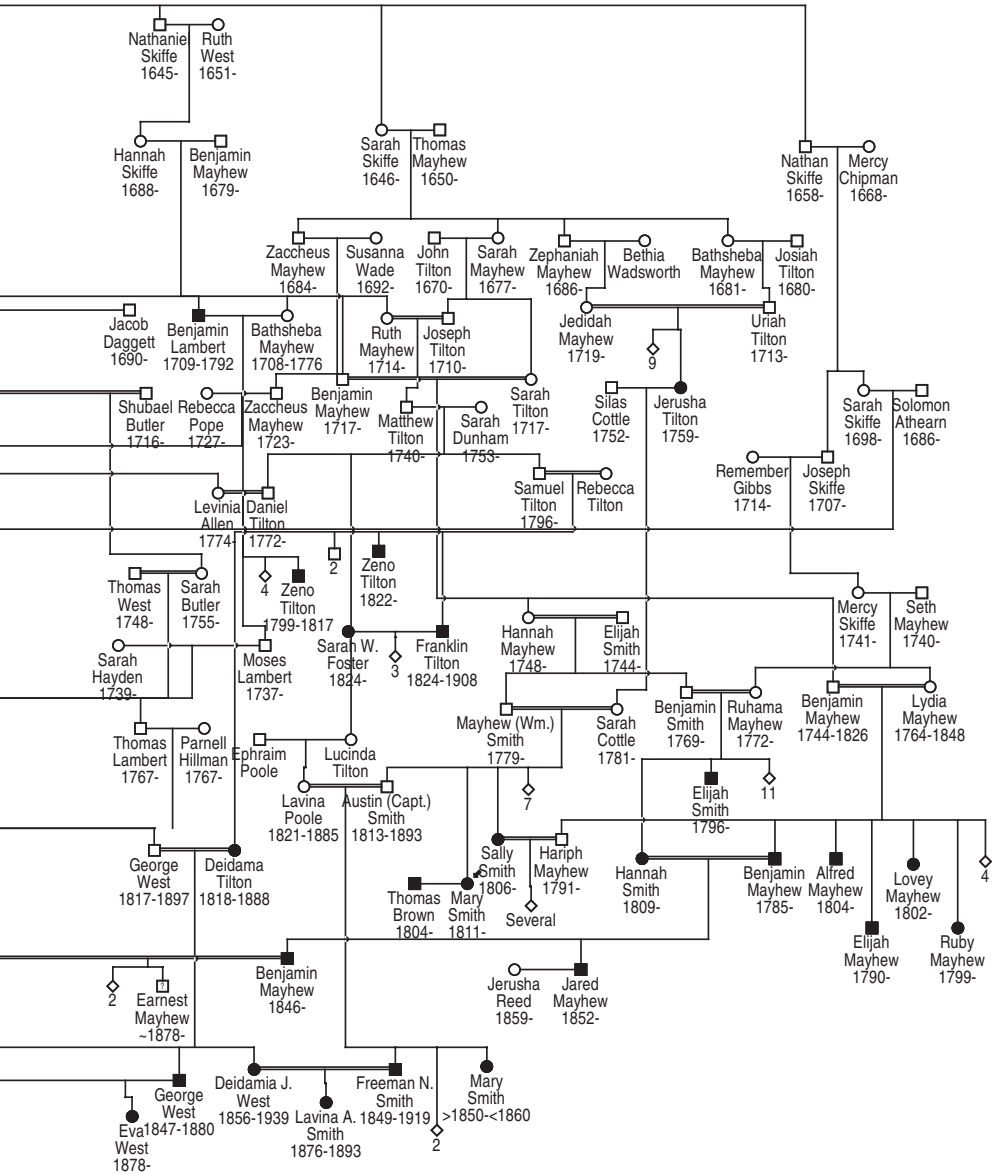 Nathaniel
Skiffe
1645-
Ruth
West
1651-
Hannah
Skiffe
1688-
Benjamin
Mayhew
1679-
Sarah
Skiffe
1646-
Thomas
Mayhew
1650-
Nathan
Skiffe
1658-
Mercy
Chipman
1668-
Zaccheus
Mayhew
1684-
Susanna
Wade
1692-
John
Tilton
1670-
Sarah
Mayhew
1677-
Zephaniah
Mayhew
1686-
Bethia
Wadsworth
Bathsheba
Mayhew
1681-
Josiah
Tilton
1680-
Jacob
Daggett
1690-
Benjamin
Lambert
1709-1792
Bathsheba
Mayhew
1708-1776
Ruth
Mayhew
1714-
Joseph
Tilton
1710-
Jedidah
Mayhew
1719-
Uriah
Tilton
1713-
9
Shubael
Butler
1716-
Rebecca
Pope
1727-
Zaccheus
Mayhew
1723-
Benjamin
Mayhew
1717-
Matthew
Tilton
1740-
Sarah
Dunham
1753-
Sarah
Tilton
1717-
Silas
Cottle
1752-
Jerusha
Tilton
1759-
Sarah
Skiffe
1698-
Solomon
Athearn
1686-
Remember
Gibbs
1714-
Joseph
Skiffe
1707-
Levinia
Allen
1774-
Daniel
Tilton
1772-
Samuel
Tilton
1796-
Rebecca
Tilton
Thomas
West
1748-
Sarah
Butler
1755-
4
Zeno
Tilton
1799-1817
2
Zeno
Tilton
1822-
Mercy
Skiffe
1741-
Seth
Mayhew
1740-
Sarah
Hayden
1739-
Moses
Lambert
1737-
Sarah W.
Foster
1824-
3
Franklin
Tilton
1824-1908
Hannah
Mayhew
1748-
Elijah
Smith
1744-
Thomas
Lambert
1767-
Parnell
Hillman
1767-
Ephraim
Poole
Lucinda
Tilton
Mayhew (Wm.)
Smith
1779-
Sarah
Cottle
1781-
Benjamin
Smith
1769-
Ruhama
Mayhew
1772-
Benjamin
Mayhew
1744-1826
Lydia
Mayhew
1764-1848
Lavina
Poole
1821-1885
Austin (Capt.)
Smith
1813-1893
7
Elijah
Smith
1796-
11
George
West
1817-1897
Deidama
Tilton
1818-1888
Thomas
Brown
1804-
Mary
Smith
1811-
Sally
Smith
1806-
Hariph
Mayhew
1791-
Several
Hannah
Smith
1809-
Benjamin
Mayhew
1785-
Alfred
Mayhew
1804-
Elijah
Mayhew
1790-
Lovey
Mayhew
1802-
Ruby
Mayhew
1799-
4
2
?
Earnest
Mayhew
~1878-
Benjamin
Mayhew
1846-
Jerusha
Reed
1859-
Jared
Mayhew
1852-
Eva
West
1878-
George
West
1847-1880
Deidamia J.
West
1856-1939
Lavina A.
Smith
1876-1893
Freeman N.
Smith
1849-1919
2
Mary
Smith
>1850-<1860